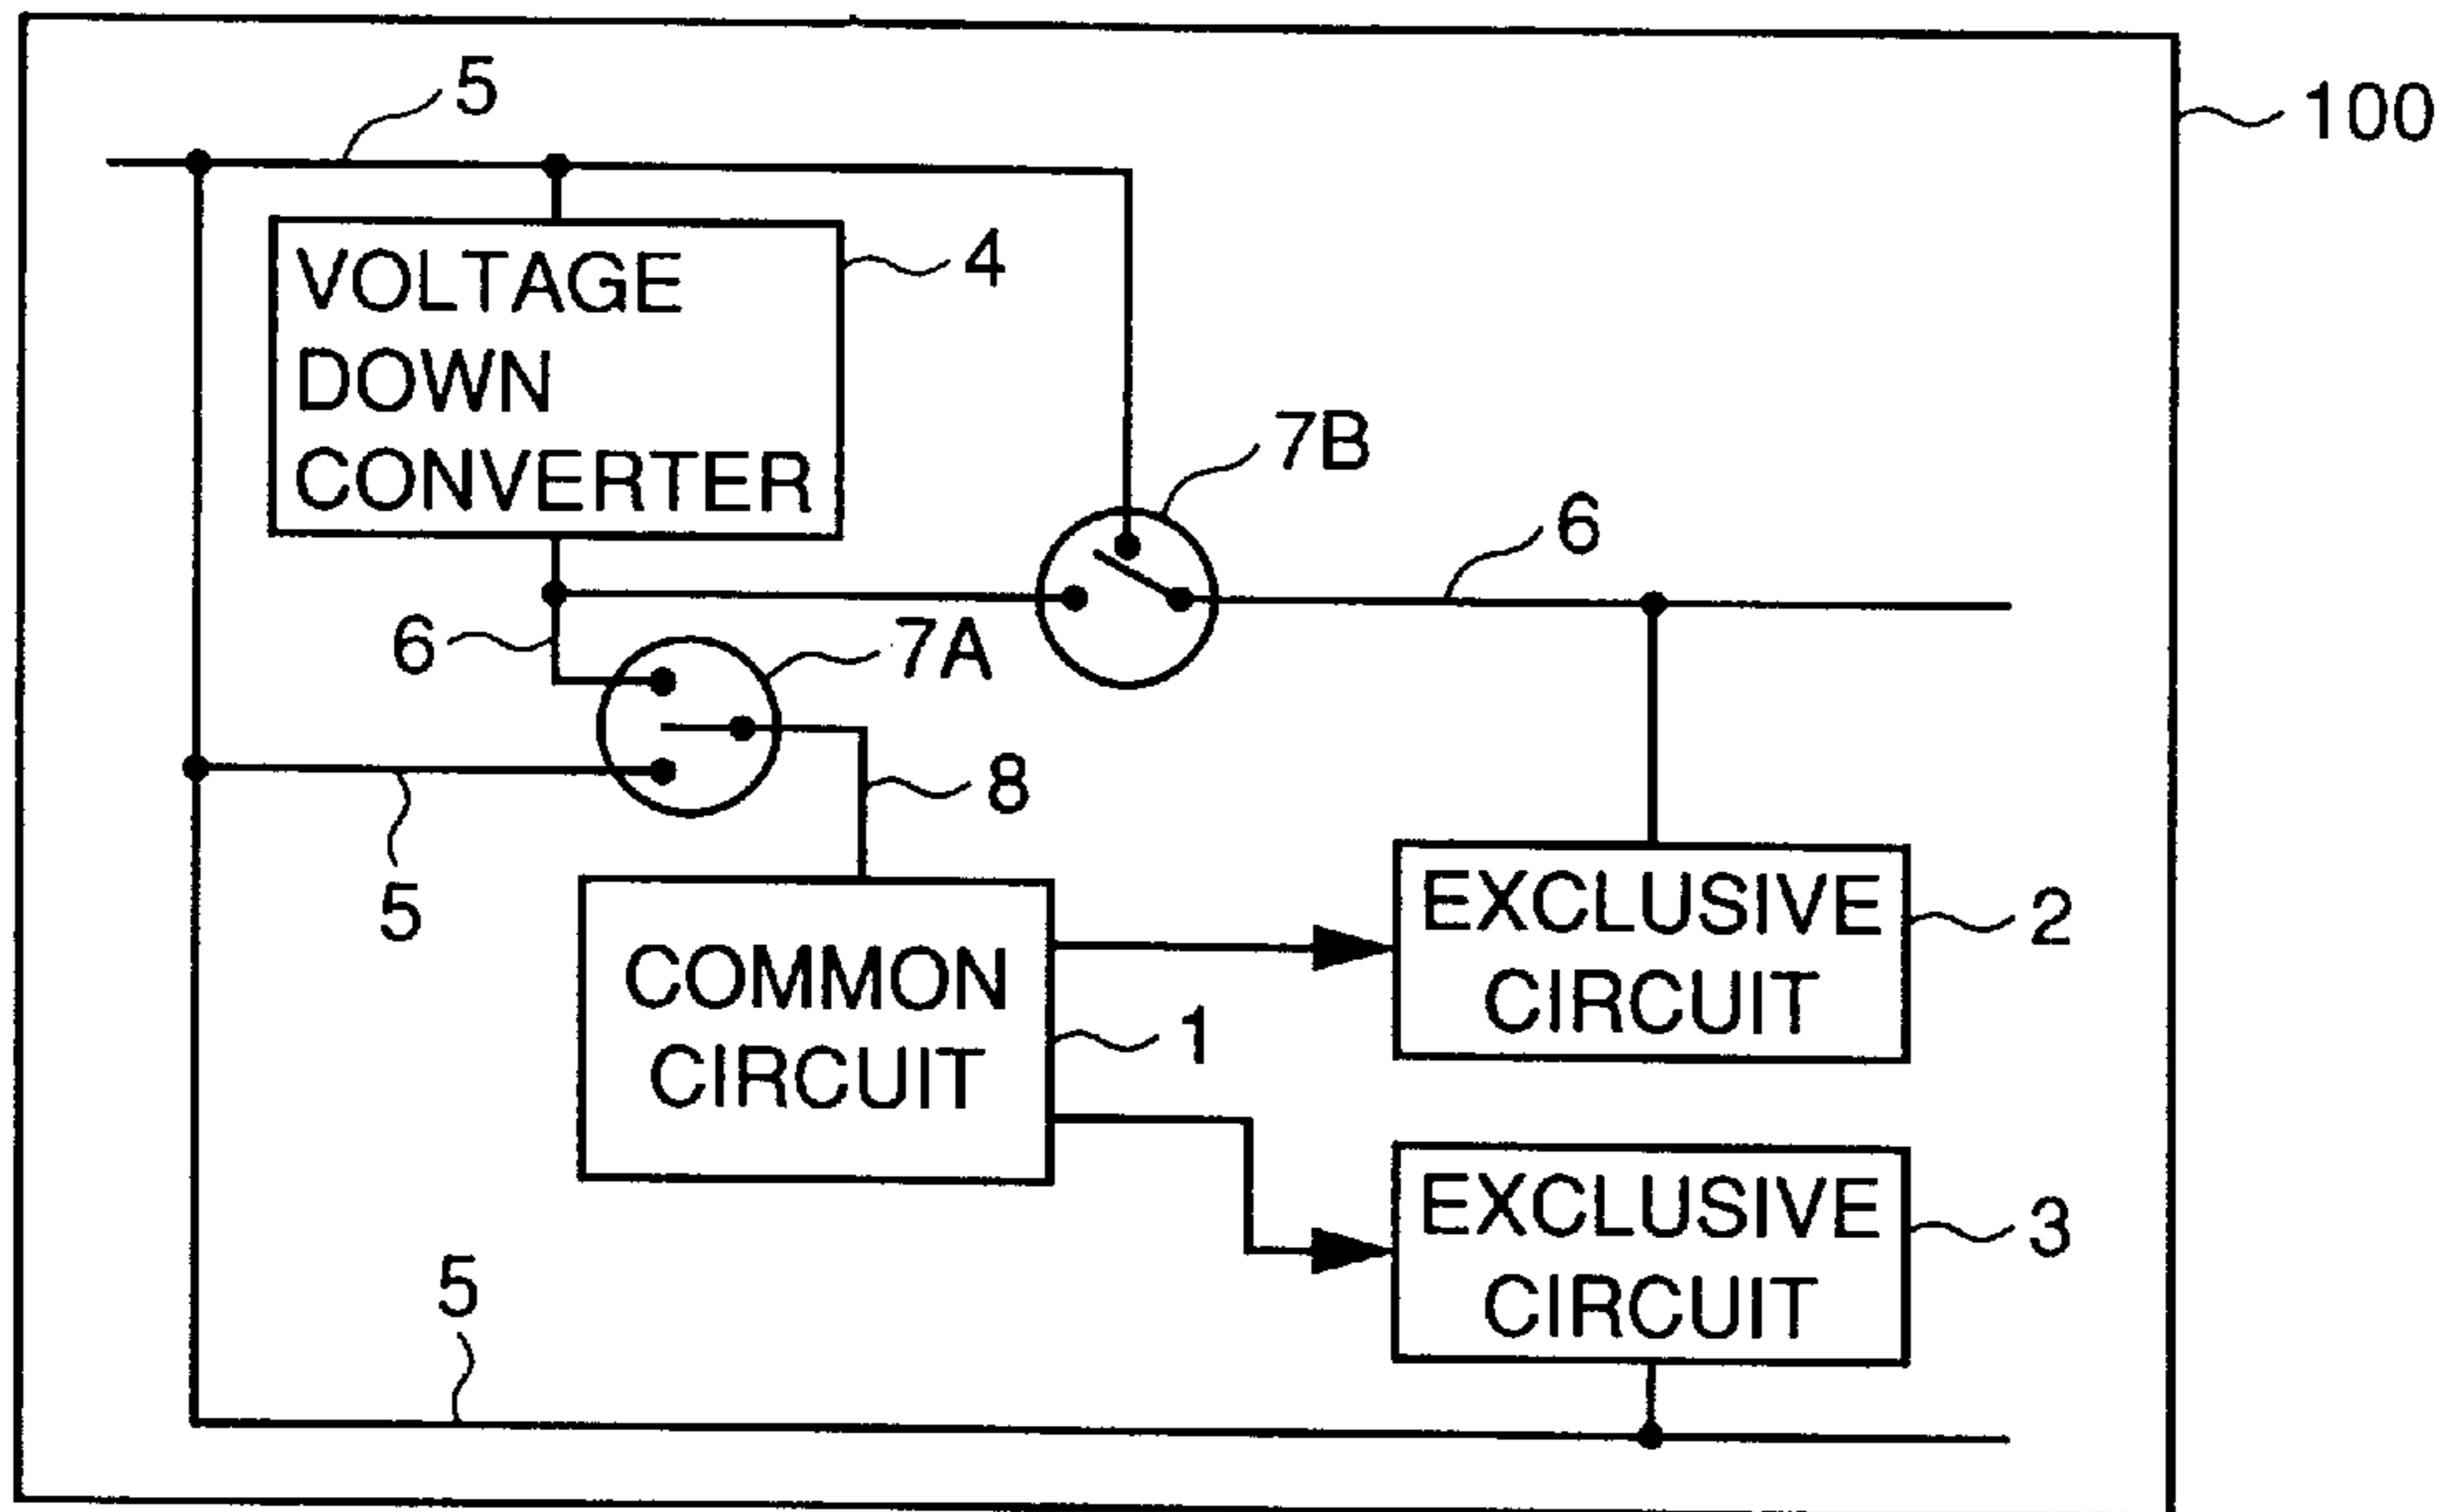 5
100
VOLTAGE
DOWN
CONVERTER
4
7B
6
6
7A
8
5
COMMON
CIRCUIT
1
EXCLUSIVE
CIRCUIT
2
EXCLUSIVE
CIRCUIT
3
5